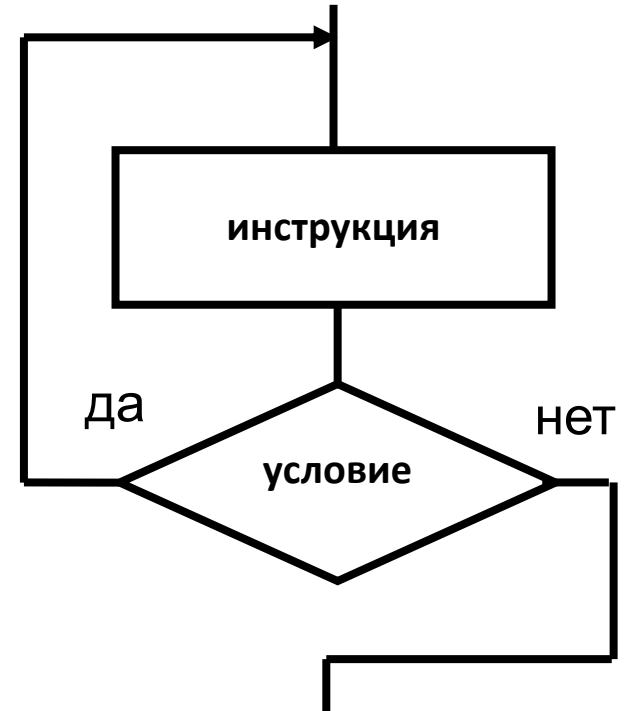 инструкция
да
нет
условие